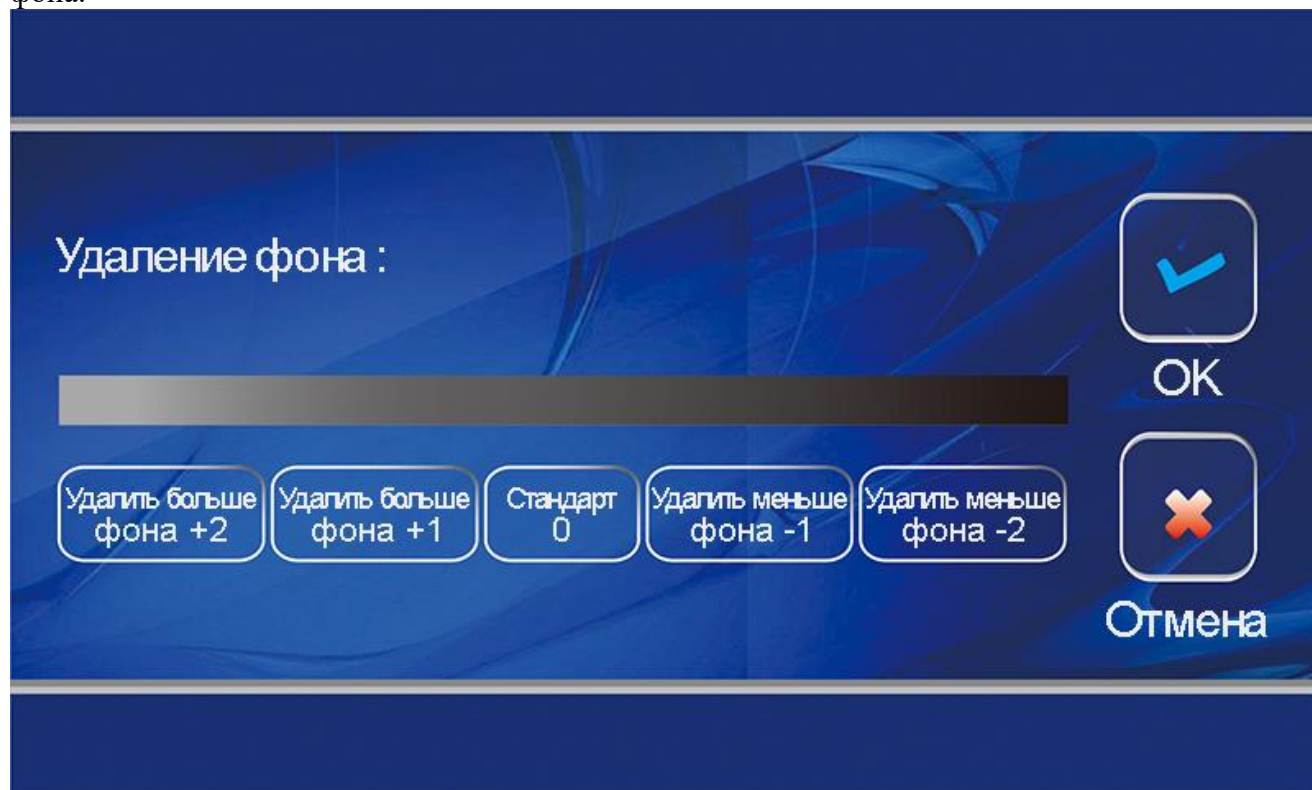 фона.
Удаление фона :
OK
Удалить больше
фона +2
Удалить больше
фона +1
Стандарт
0
Удалить меньше
фона -1
Удалить меньше
фона -2
Отмена